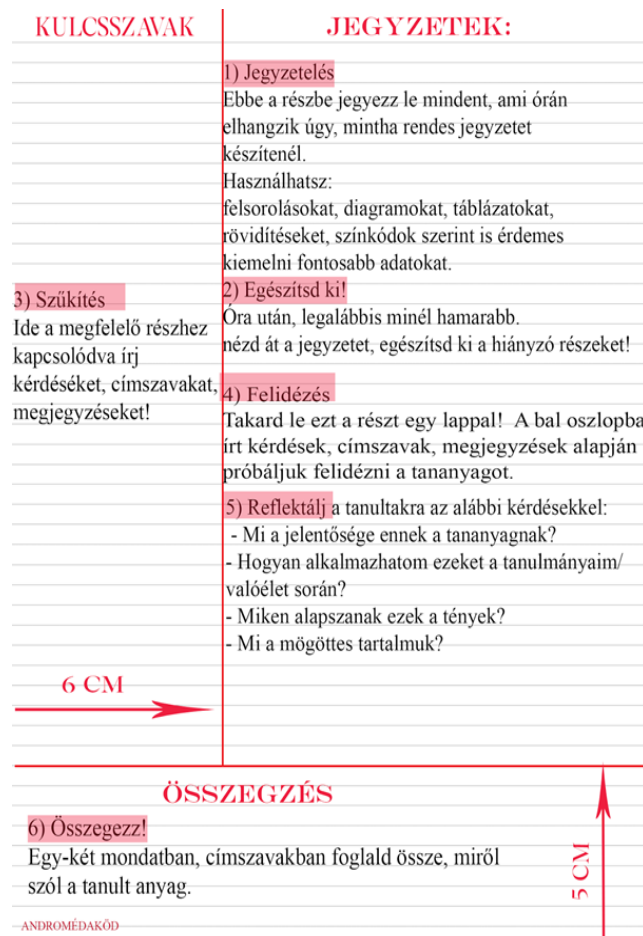 KULCSSZAVAK
JEGYZETEK:
1) Jegyzetelés
Ebbe a részbe jegyezz le mindent, ami órán
elhangzik úgy, mintha rendes jegyzetet
készítenél.
Használhatsz:
felsorolásokat, diagramokat, táblázatokat,
rövidítéseket, színkódok szerint is érdemes
kiemelni fontosabb adatokat.
2) Egészítsd ki!
Óra után, legalábbis minél hamarabb.
nézd át a jegyzetet, egészítsd ki a hiányzó részeket!
3) Szűkítés
Ide a megfelelő részhez
kapcsolódva írj
kérdéséket, címszavakat,
megjegyzéseket!
4) Felidézés
Takard le ezt a részt egy lappal! A bal oszlopba
írt kérdések, címszavak, megjegyzések alapján
próbáljuk felidézni a tananyagot.
5) Reflektálj a tanultakra az alábbi kérdésekkel:
- Mi a jelentősége ennek a tananyagnak?
- Hogyan alkalmazhatom ezeket a tanulmányaim/
valóélet során?
- Miken alapszanak ezek a tények?
- Mi a mögöttes tartalmuk?
6 CM
ÖSSZEGZÉS
6) Összegezz!
Egy-két mondatban, címszavakban foglald össze, miről
szól a tanult anyag.
5 CM
ANDROMÉDAKÓD